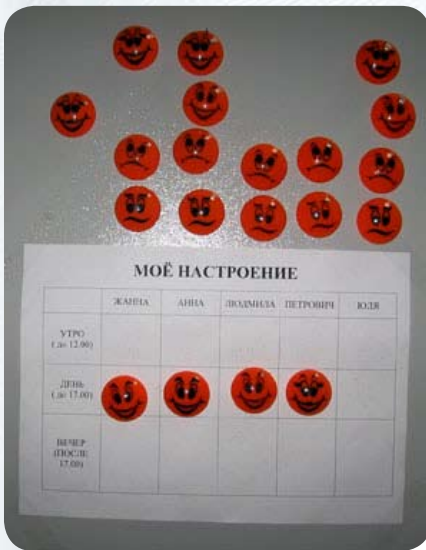 МОЁ НАСТРОЕНИЕ
ЖАННА АННА ЛЮДМИЛА ПЕТРОВИЧ ЮЛЯ
УТРО
(до 12.00)
ДЕНЬ
(до 17.00)
ВЕЧЕР
(ПОСЛЕ
17.00)